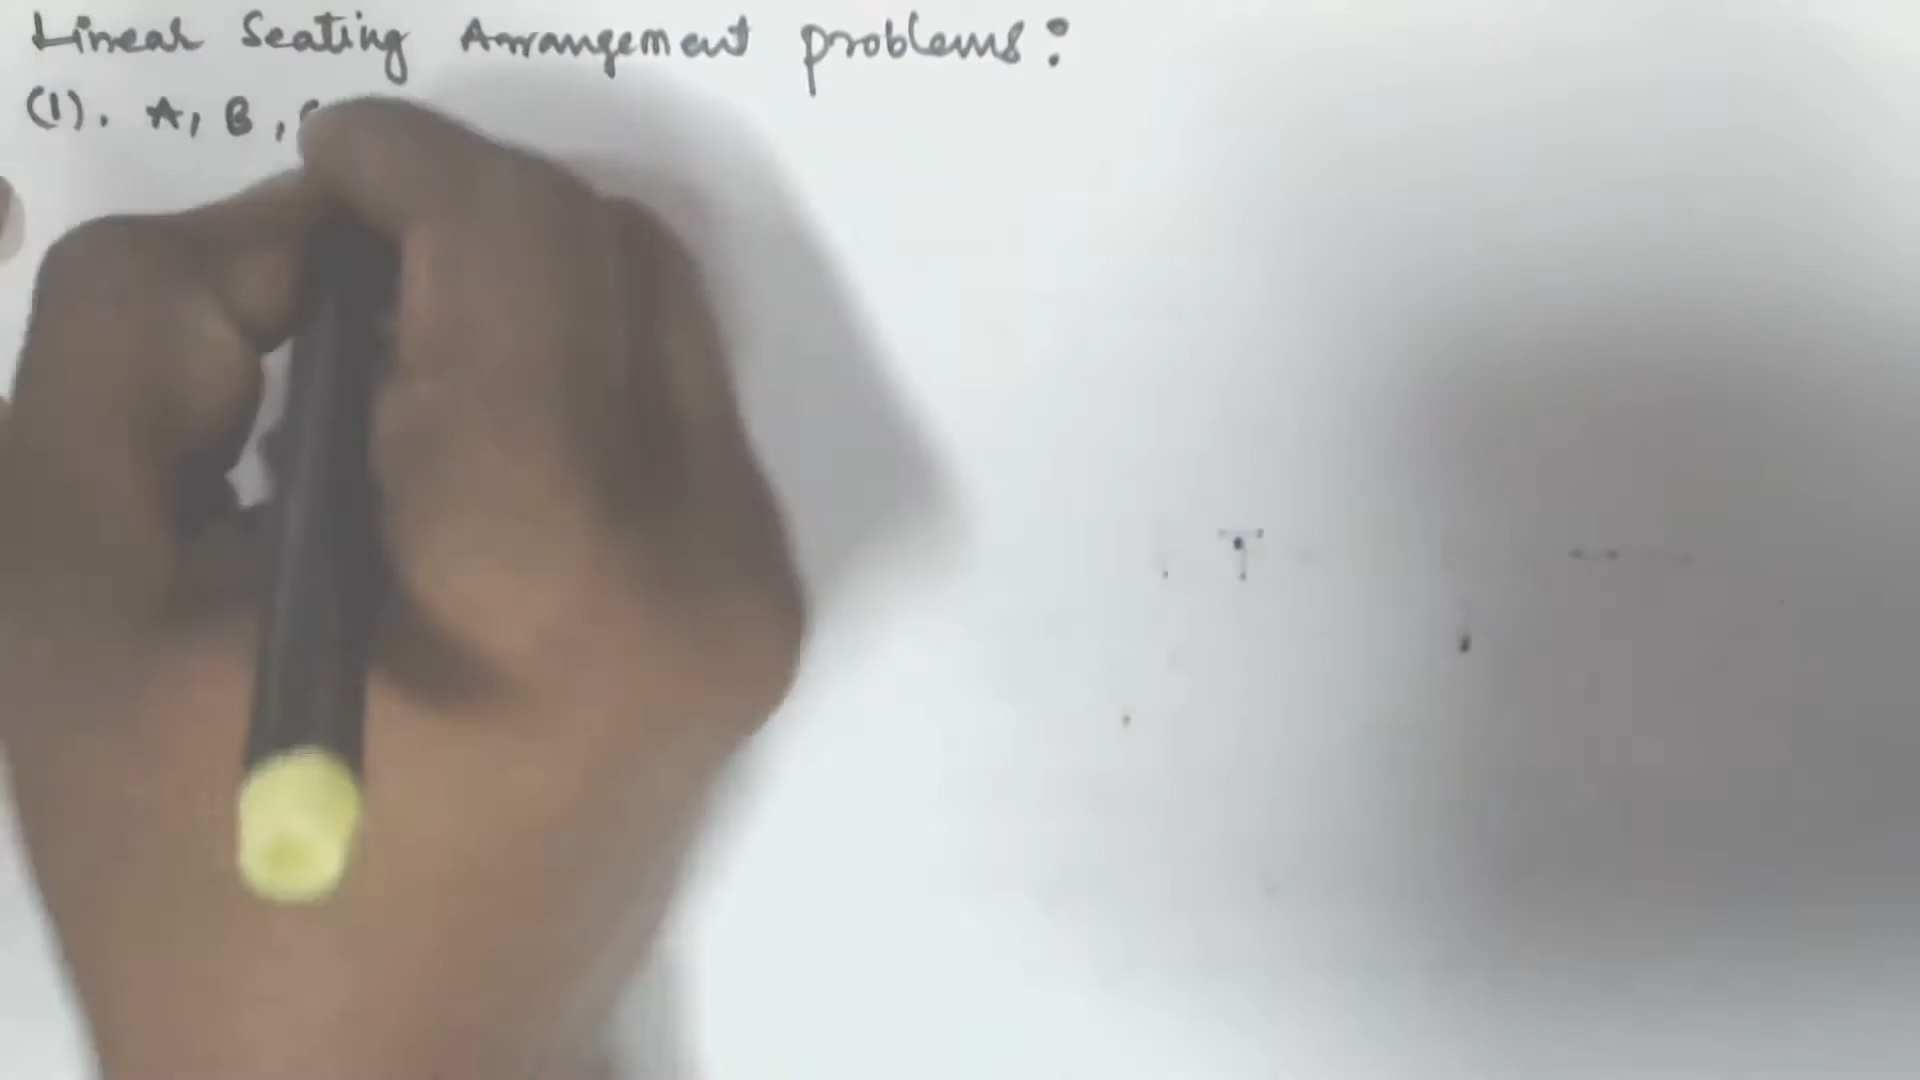 Linear Seating Arrangement problems:
(1). A, B,